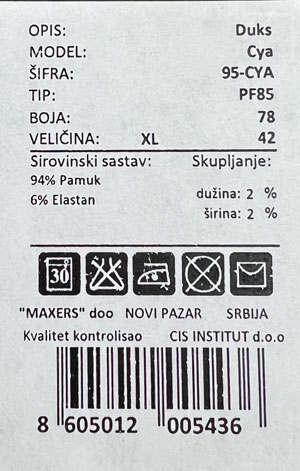 OPIS: Duks
MODEL: Cya
ŠIFRA: 95-CYA
TIP: PF85
BOJA: 78
VELIČINA: XL 42
Sirovinski sastav: Skupljanje:
94% Pamuk
6% Elastan
dužina: 2 %
širina: 2 %
30
"MAXERS" doo NOVI PAZAR SRBIJA
Kvalitet kontrolisao CIS INSTITUT d.o.o
8 605012 005436